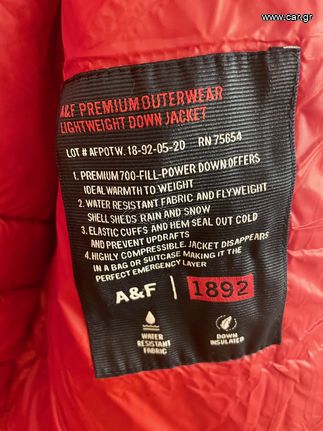 www.car.gr
A&F PREMIUM OUTERWEAR
LIGHTWEIGHT DOWN JACKET
LOT # AFPOTW. 18-92-05-20 RN 75654
1. PREMIUM 700-FILL-POWER DOWN OFFERS
IDEAL WARMTH TO WEIGHT
2. WATER RESISTANT FABRIC AND FLYWEIGHT
SHELL SHEDS RAIN AND SNOW
3. ELASTIC CUFFS AND HEM SEAL OUT COLD
AND PREVENT UPDRAFTS
4. HIGHLY COMPRESSIBLE. JACKET DISAPPEARS
IN A BAG OR SUITCASE MAKING IT THE
PERFECT EMERGENCY LAYER
A&F | 1892
WATER RESISTANT FABRIC
DOWN INSULATED